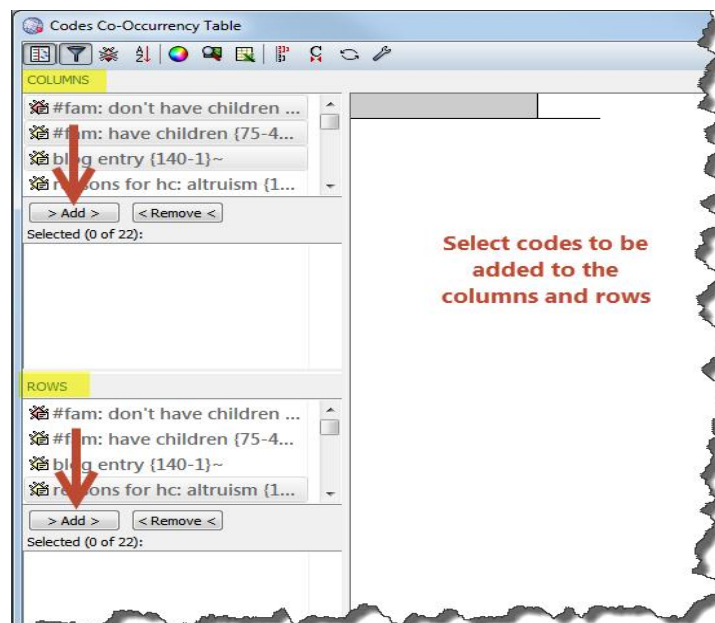 Codes Co-Occurrency Table
COLUMNS
#fam: don't have children ...
#fam: have children {75-4...
blog entry {140-1}~
reasons for hc: altruism {1...
> Add >
< Remove <
Selected (0 of 22):
Select codes to be
added to the
columns and rows
ROWS
#fam: don't have children ...
#fam: have children {75-4...
blog entry {140-1}~
reasons for hc: altruism {1...
> Add >
< Remove <
Selected (0 of 22):